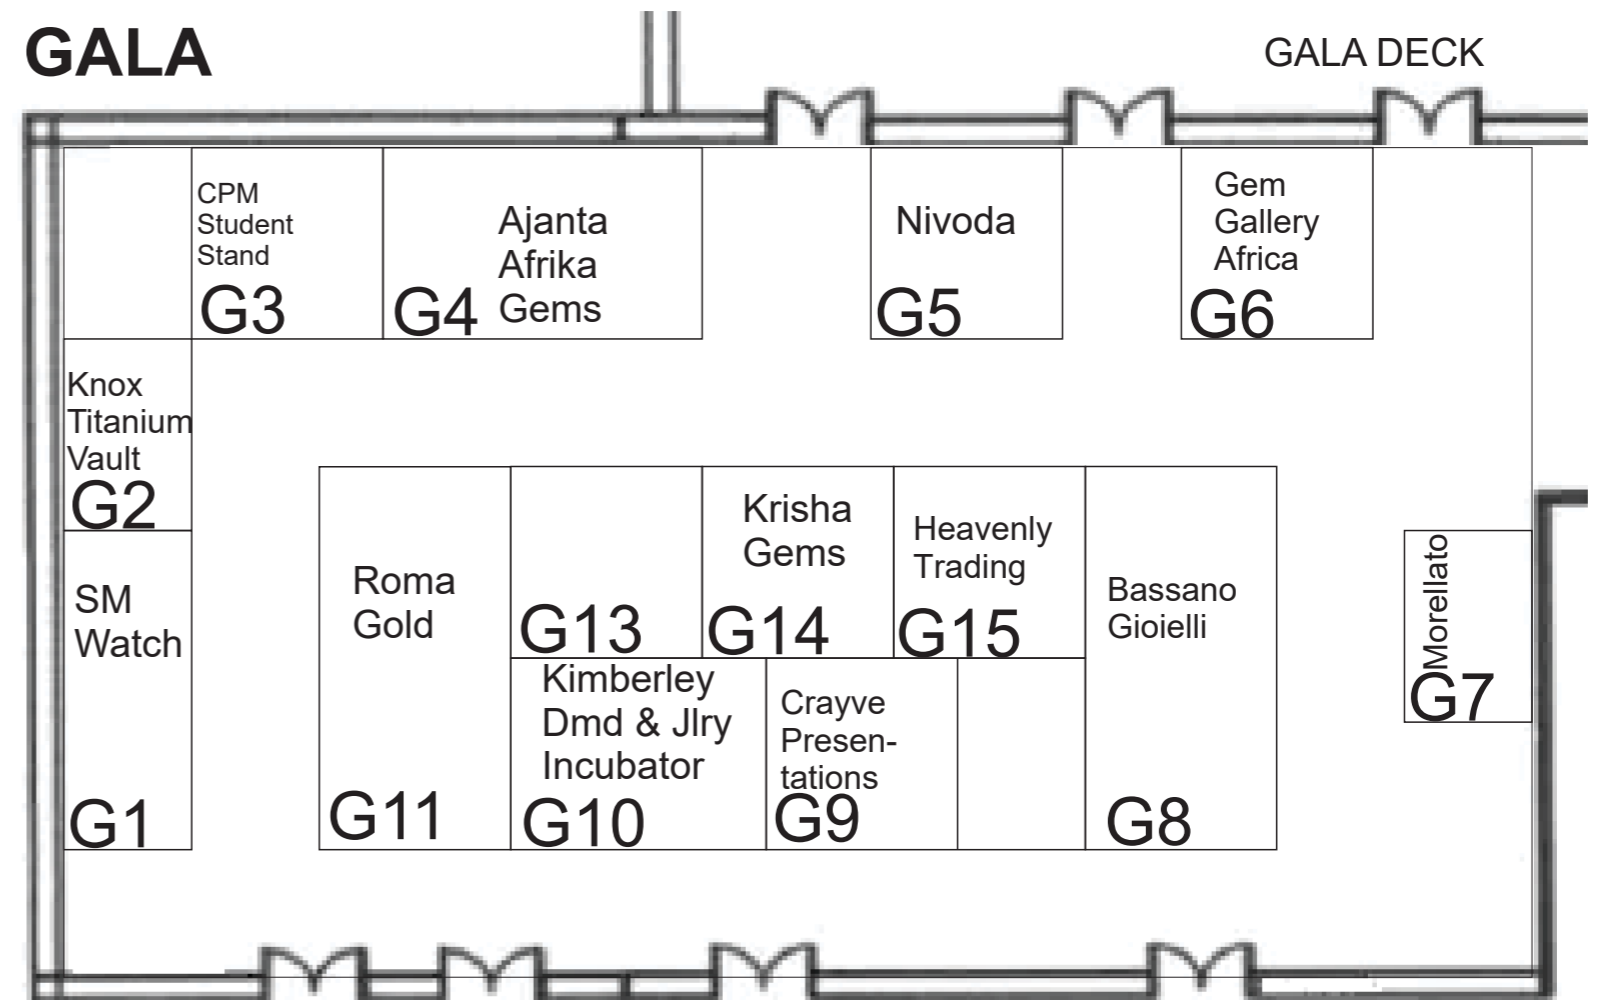 GALA
GALA DECK
CPM
Student
Stand
G3
Ajanta
Afrika
Gems
G4
Nivoda
G5
Gem
Gallery
Africa
G6
Knox
Titanium
Vault
G2
SM
Watch
G1
Roma
Gold
G11
G13
Krisha
Gems
G14
Heavenly
Trading
G15
Kimberley
Dmd & Jlry
Incubator
G10
Crayve
Presen-
tations
G9
Bassano
Gioielli
G8
Morellato
G7